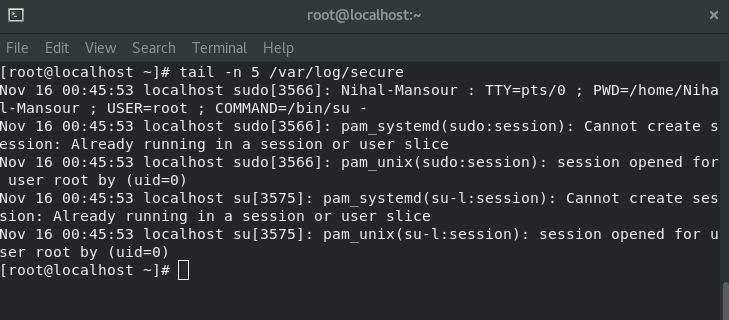 root@localhost:~
File Edit View Search Terminal Help
[root@localhost ~]# tail -n 5 /var/log/secure
Nov 16 00:45:53 localhost sudo[3566]: Nihal-Mansour : TTY=pts/0 ; PWD=/home/Niha
l-Mansour ; USER=root ; COMMAND=/bin/su -
Nov 16 00:45:53 localhost sudo[3566]: pam_systemd(sudo:session): Cannot create s
ession: Already running in a session or user slice
Nov 16 00:45:53 localhost sudo[3566]: pam_unix(sudo:session): session opened for
 user root by (uid=0)
Nov 16 00:45:53 localhost su[3575]: pam_systemd(su-l:session): Cannot create ses
sion: Already running in a session or user slice
Nov 16 00:45:53 localhost su[3575]: pam_unix(su-l:session): session opened for u
ser root by (uid=0)
[root@localhost ~]#